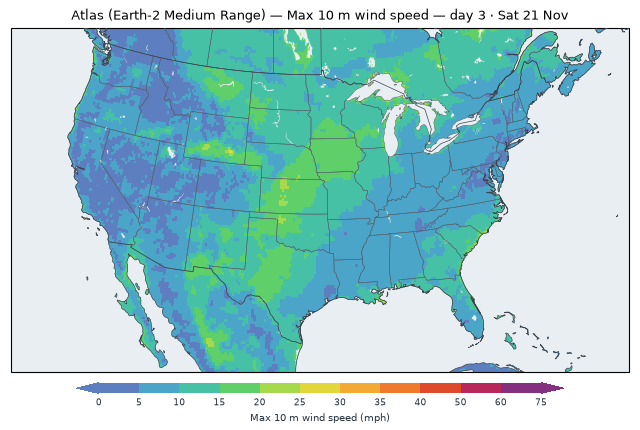 Atlas (Earth-2 Medium Range) — Max 10 m wind speed — day 3 · Sat 21 Nov
0 5 10 15 20 25 30 35 40 50 60 75
Max 10 m wind speed (mph)